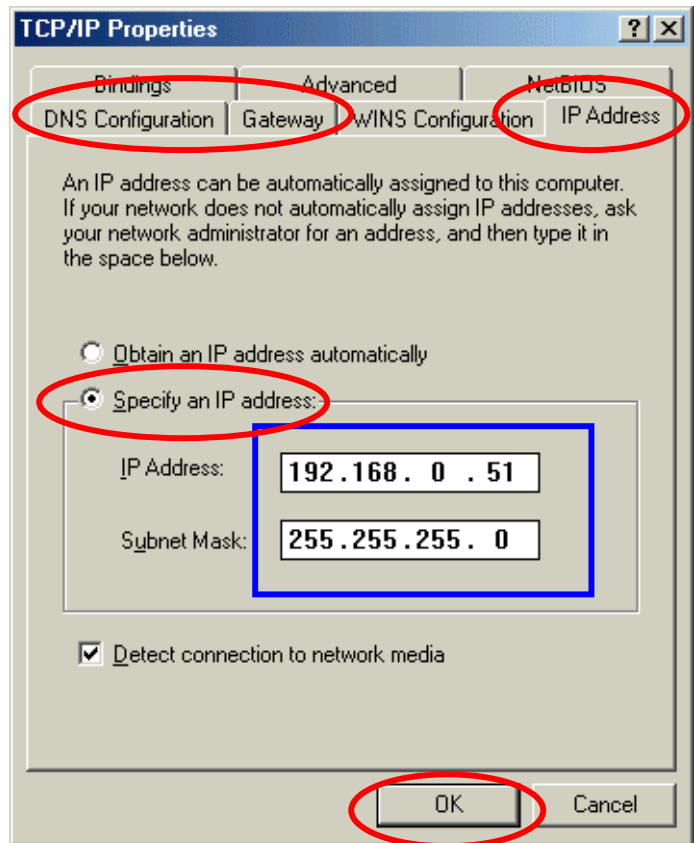 TCP/IP Properties
? X
Bindings Advanced NetBIOS
DNS Configuration Gateway WINS Configuration IP Address
An IP address can be automatically assigned to this computer.
If your network does not automatically assign IP addresses, ask
your network administrator for an address, and then type it in
the space below.
Obtain an IP address automatically
Specify an IP address:
IP Address: 192.168. 0 . 51
Subnet Mask: 255.255.255. 0
Detect connection to network media
OK Cancel